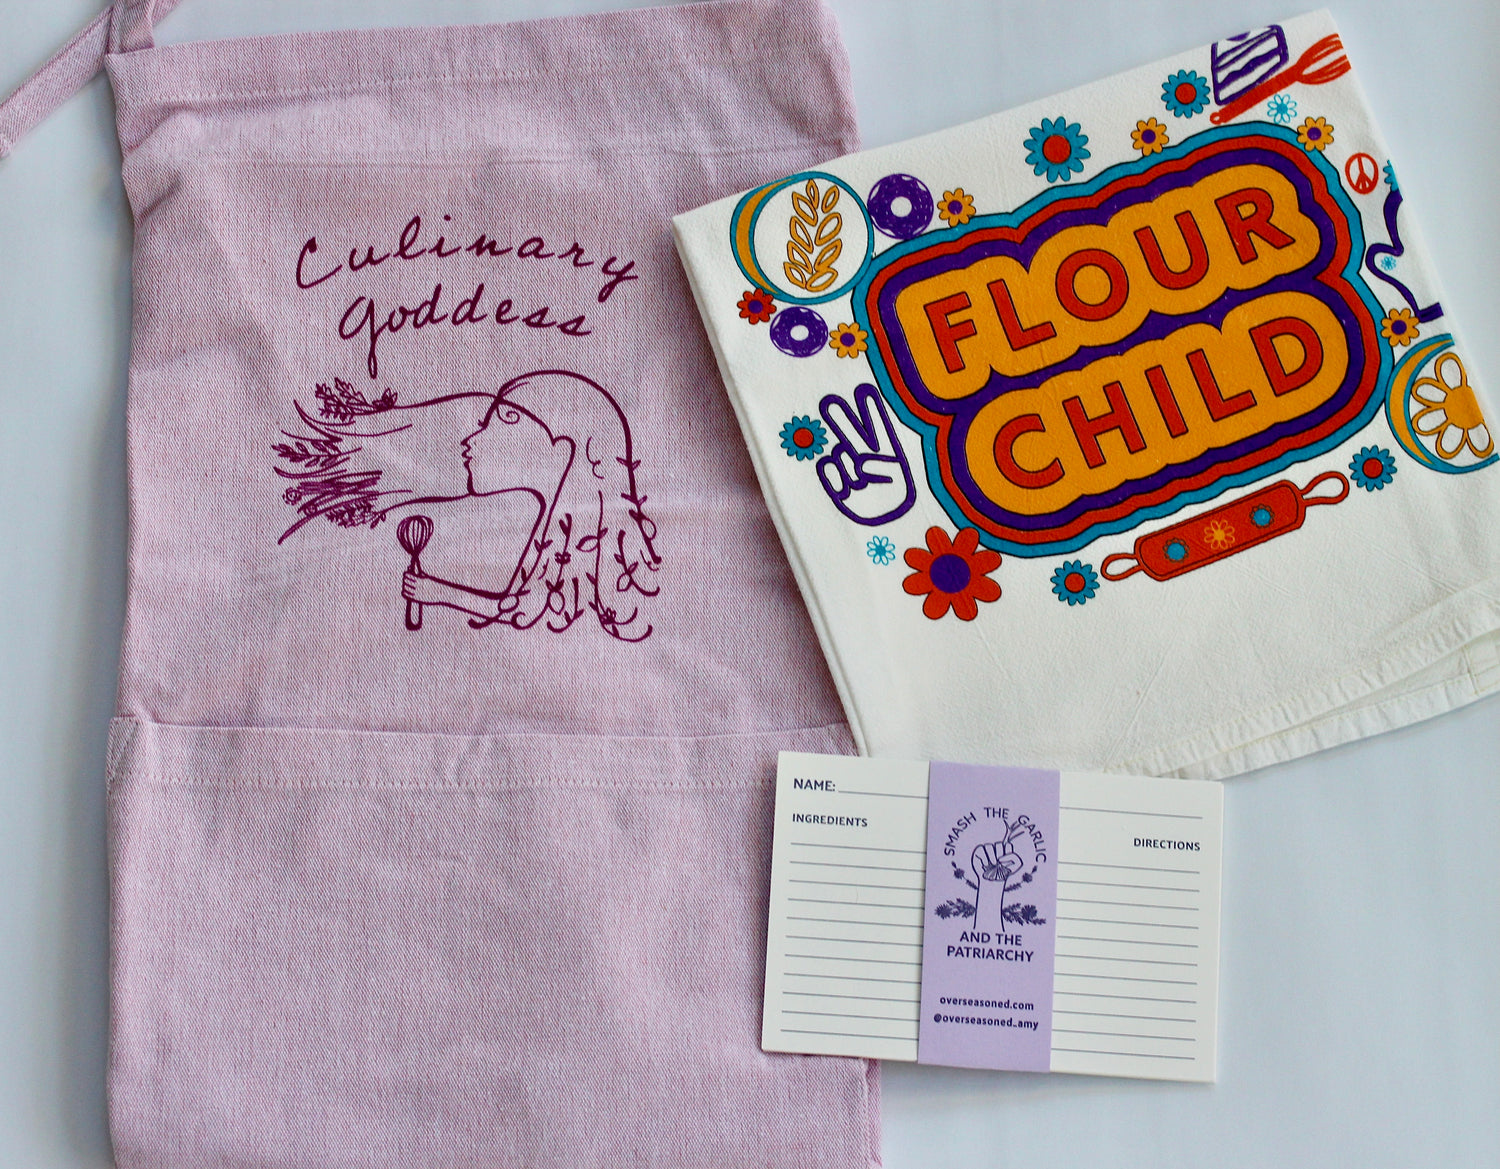 Culinary
Goddess
FLOUR
CHILD
NAME:
INGREDIENTS
DIRECTIONS
SMASH THE GARLIC
AND THE
PATRIARCHY
overseasoned.com
@overseasoned_amy